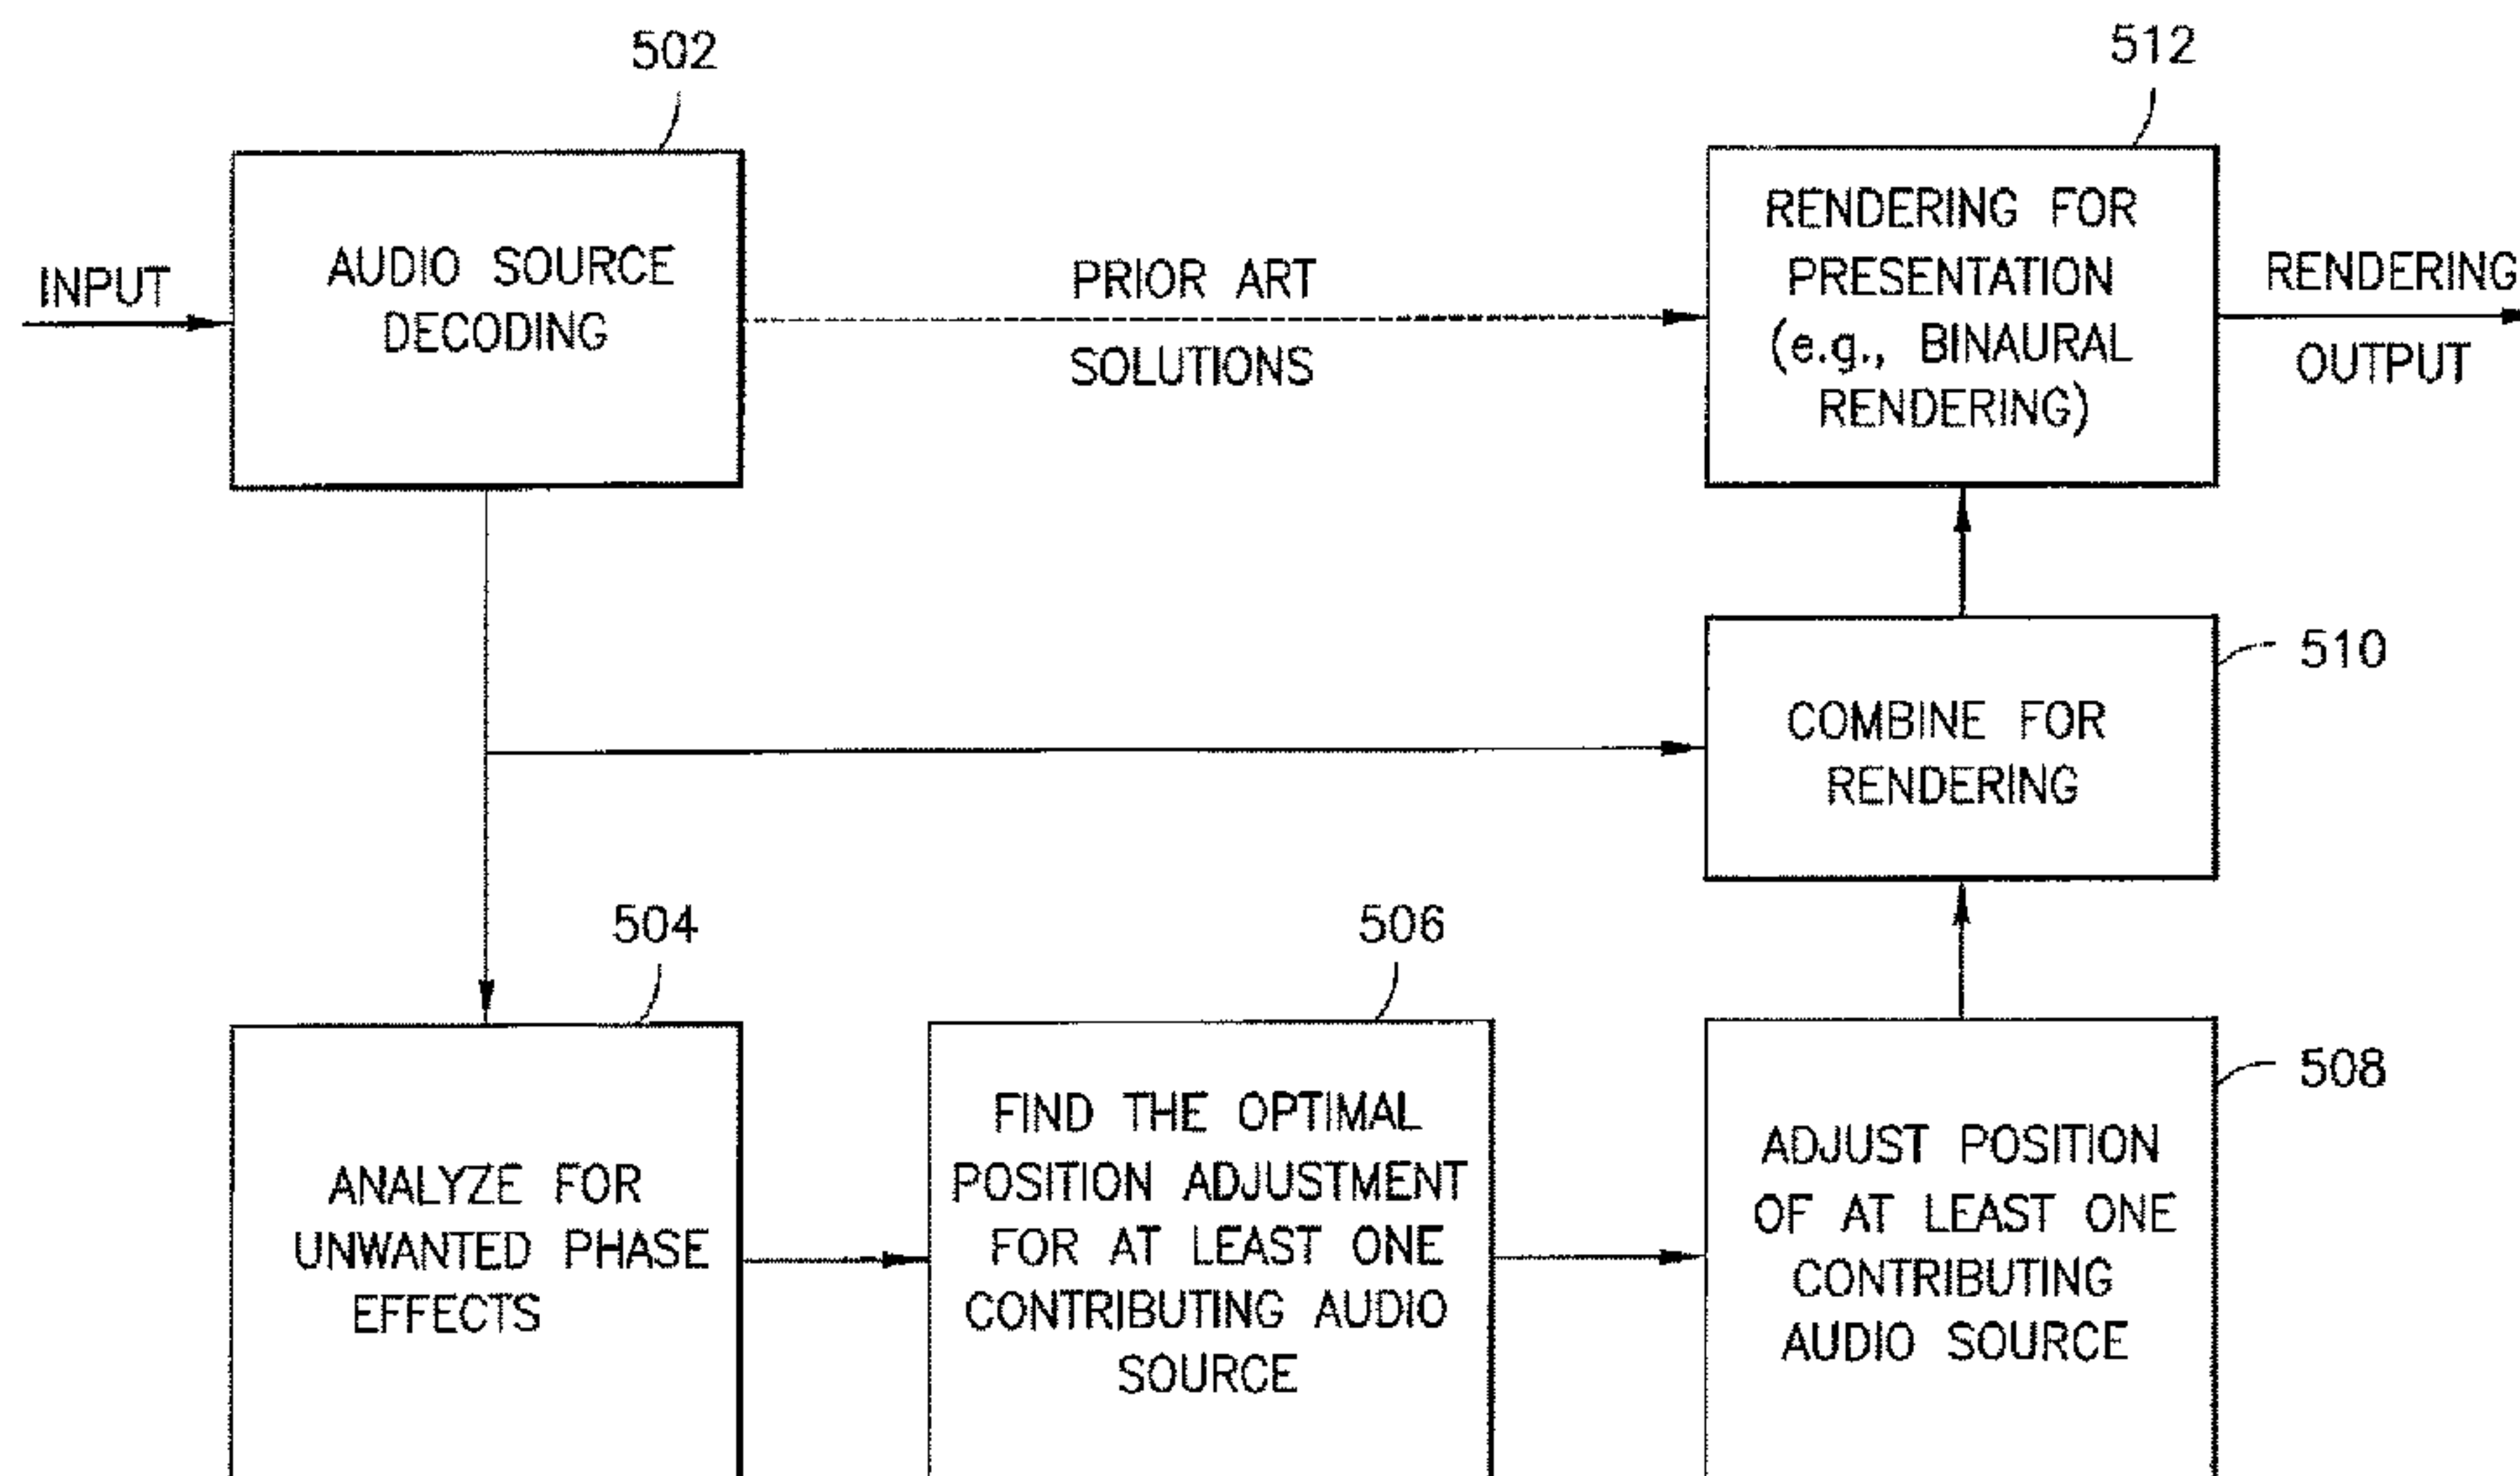 502
512
INPUT
AUDIO SOURCE
DECODING
PRIOR ART
SOLUTIONS
RENDERING FOR
PRESENTATION
(e.g., BINAURAL
RENDERING)
RENDERING
OUTPUT
510
COMBINE FOR
RENDERING
504
506
508
ANALYZE FOR
UNWANTED PHASE
EFFECTS
FIND THE OPTIMAL
POSITION ADJUSTMENT
FOR AT LEAST ONE
CONTRIBUTING AUDIO
SOURCE
ADJUST POSITION
OF AT LEAST ONE
CONTRIBUTING
AUDIO SOURCE